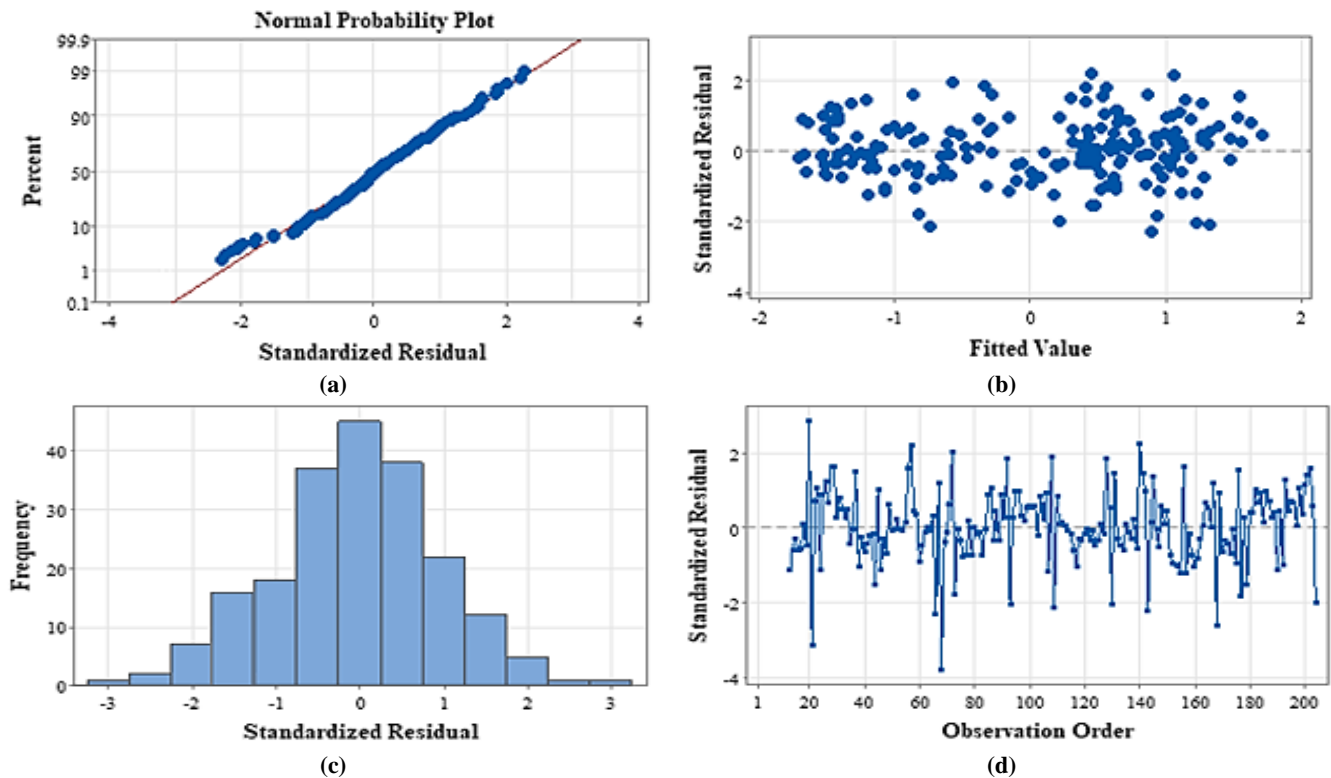 Normal Probability Plot
99.9
99
90
50
10
1
0.1
Percent
-4 -2 0 2 4
Standardized Residual
(a)
2
0
-2
-4
Standardized Residual
-2 -1 0 1 2
Fitted Value
(b)
40
30
20
10
0
Frequency
-3 -2 -1 0 1 2 3
Standardized Residual
(c)
2
0
-2
-4
Standardized Residual
1 20 40 60 80 100 120 140 160 180 200
Observation Order
(d)